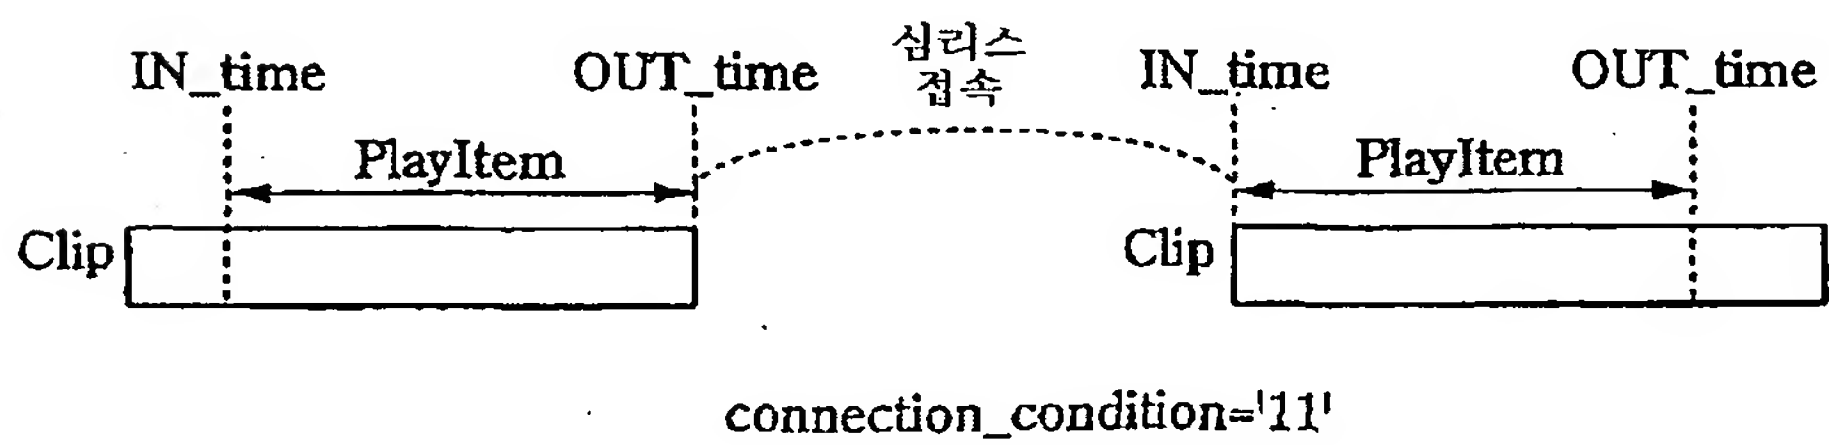 심리스
접속
IN_time OUT_time IN_time OUT_time
PlayItem PlayItem
Clip Clip
connection_condition='11'